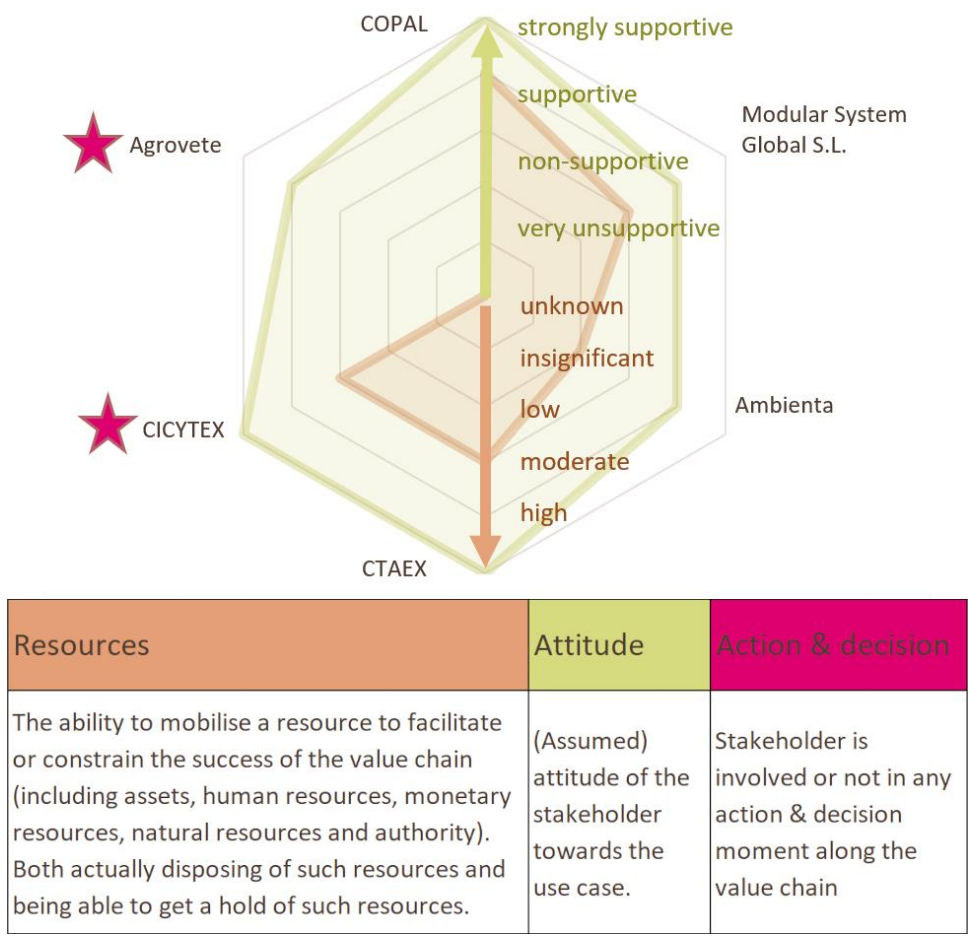 COPAL
strongly supportive
supportive
Modular System
Global S.L.
Agrovete
non-supportive
very unsupportive
unknown
insignificant
low
Ambienta
CICYTEX
moderate
high
CTAEX
Resources
Attitude
Action & decision
The ability to mobilise a resource to facilitate
or constrain the success of the value chain
(including assets, human resources, monetary
resources, natural resources and authority).
Both actually disposing of such resources and
being able to get a hold of such resources.
(Assumed)
attitude of the
stakeholder
towards the
use case.
Stakeholder is
involved or not in any
action & decision
moment along the
value chain